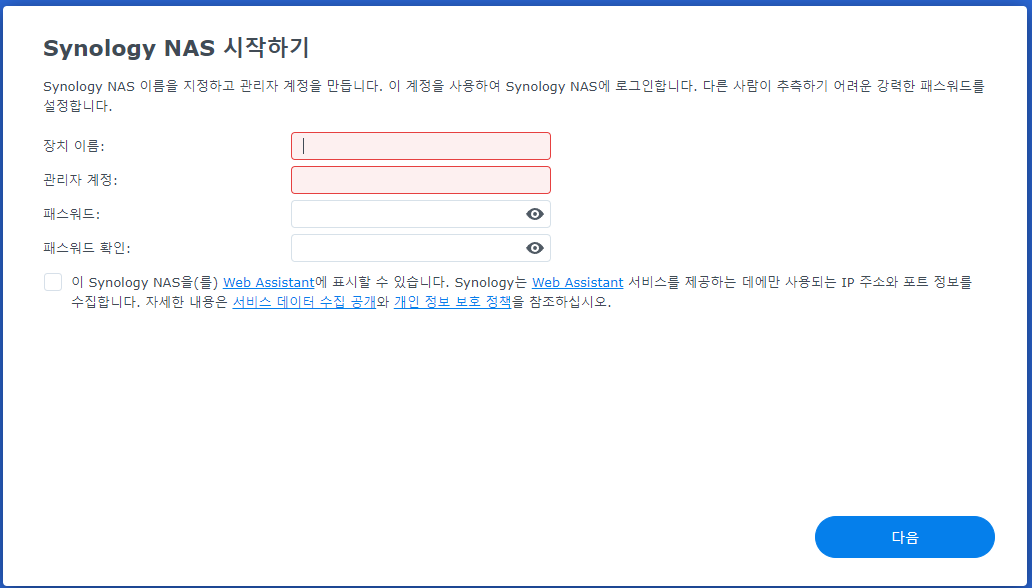 Synology NAS 시작하기
Synology NAS 이름을 지정하고 관리자 계정을 만듭니다. 이 계정을 사용하여 Synology NAS에 로그인합니다. 다른 사람이 추측하기 어려운 강력한 패스워드를
설정합니다.
장치 이름:
관리자 계정:
패스워드:
패스워드 확인:
이 Synology NAS을(를) Web Assistant에 표시할 수 있습니다. Synology는 Web Assistant 서비스를 제공하는 데에만 사용되는 IP 주소와 포트 정보를
수집합니다. 자세한 내용은 서비스 데이터 수집 공개와 개인 정보 보호 정책을 참조하십시오.
다음